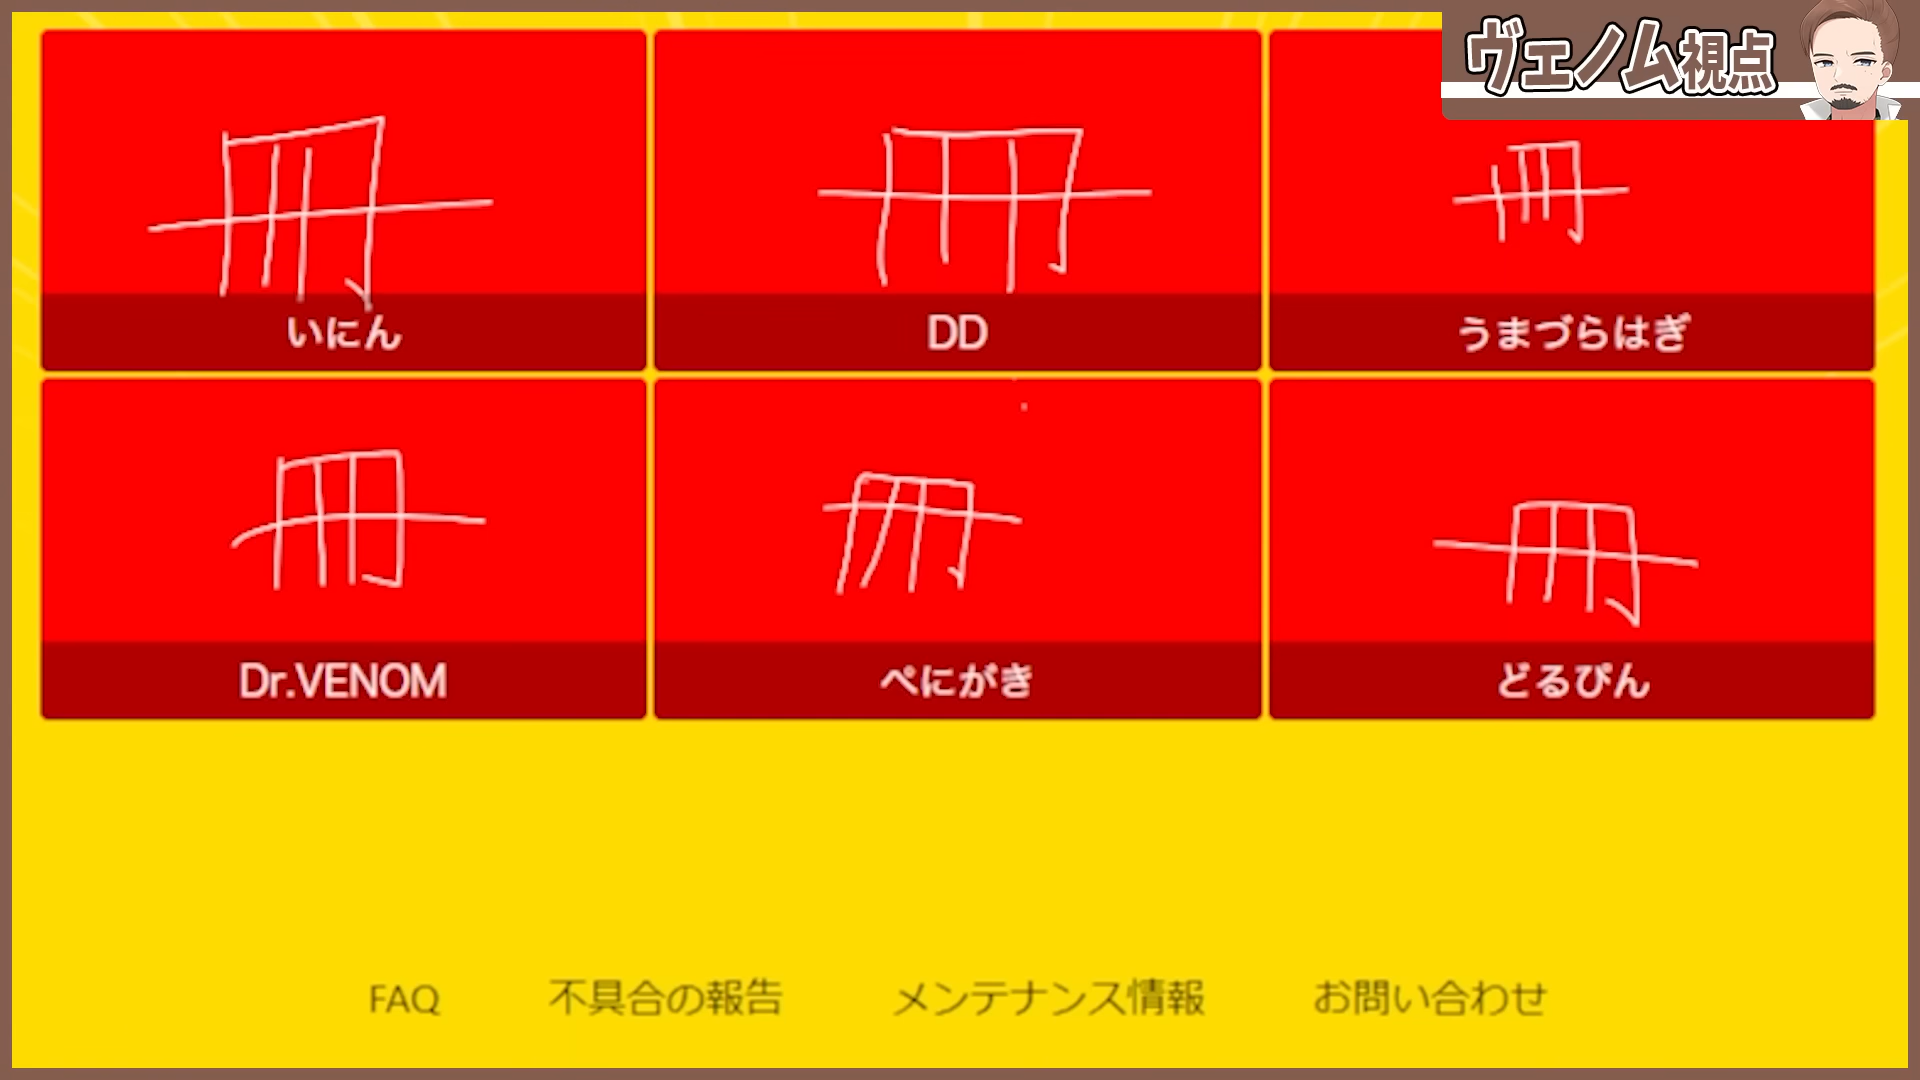 ヴェノム視点
冊
冊
冊
いにん
DD
うまづらはぎ
冊
冊
冊
Dr.VENOM
べにがき
どるぴん
FAQ
不具合の報告
メンテナンス情報
お問い合わせ